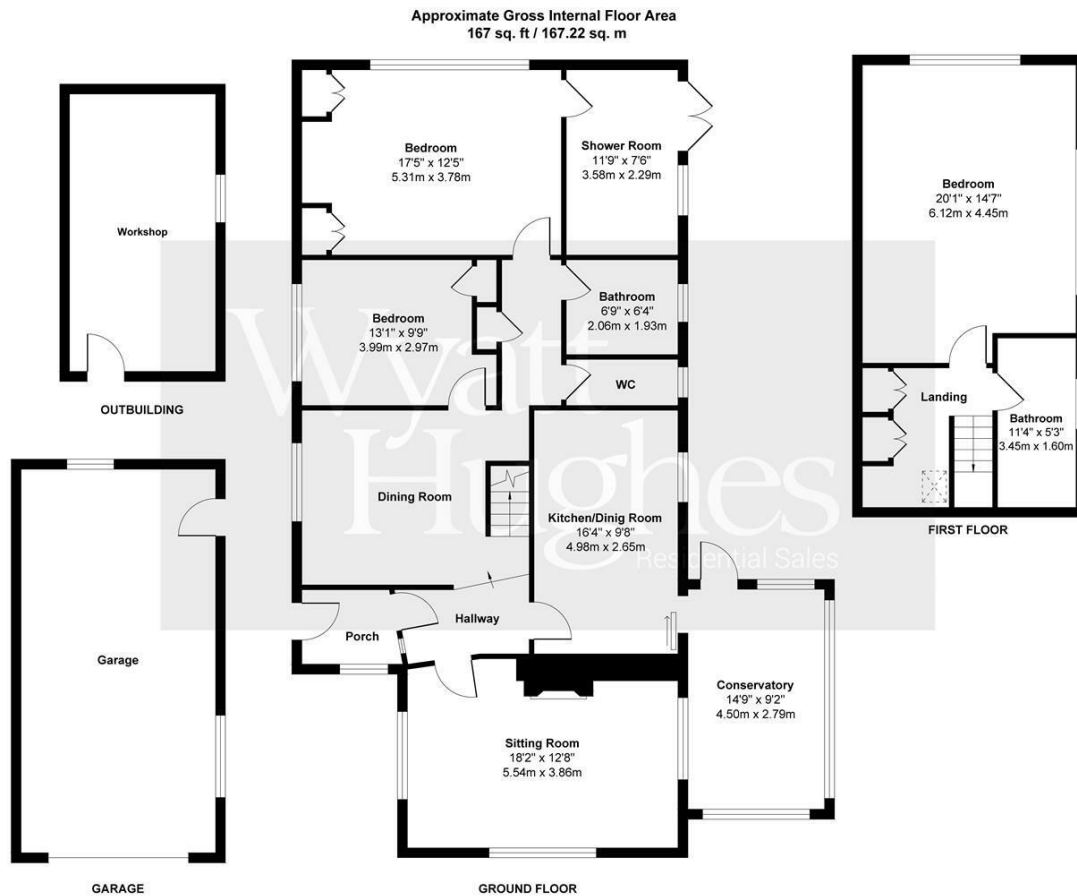 Approximate Gross Internal Floor Area
167 sq. ft / 167.22 sq. m
Workshop
OUTBUILDING
Bedroom
17'5" x 12'5"
5.31m x 3.78m
Shower Room
11'9" x 7'6"
3.58m x 2.29m
Bedroom
20'1" x 14'7"
6.12m x 4.45m
Bedroom
13'1" x 9'9"
3.99m x 2.97m
Bathroom
6'9" x 6'4"
2.06m x 1.93m
WC
Landing
Bathroom
11'4" x 5'3"
3.45m x 1.60m
FIRST FLOOR
Wyatt
Hughes
Residential Sales
Dining Room
Kitchen/Dinig Room
16'4" x 9'8"
4.98m x 2.65m
Porch
Hallway
Garage
Conservatory
14'9" x 9'2"
4.50m x 2.79m
Sitting Room
18'2" x 12'8"
5.54m x 3.86m
GARAGE
GROUND FLOOR